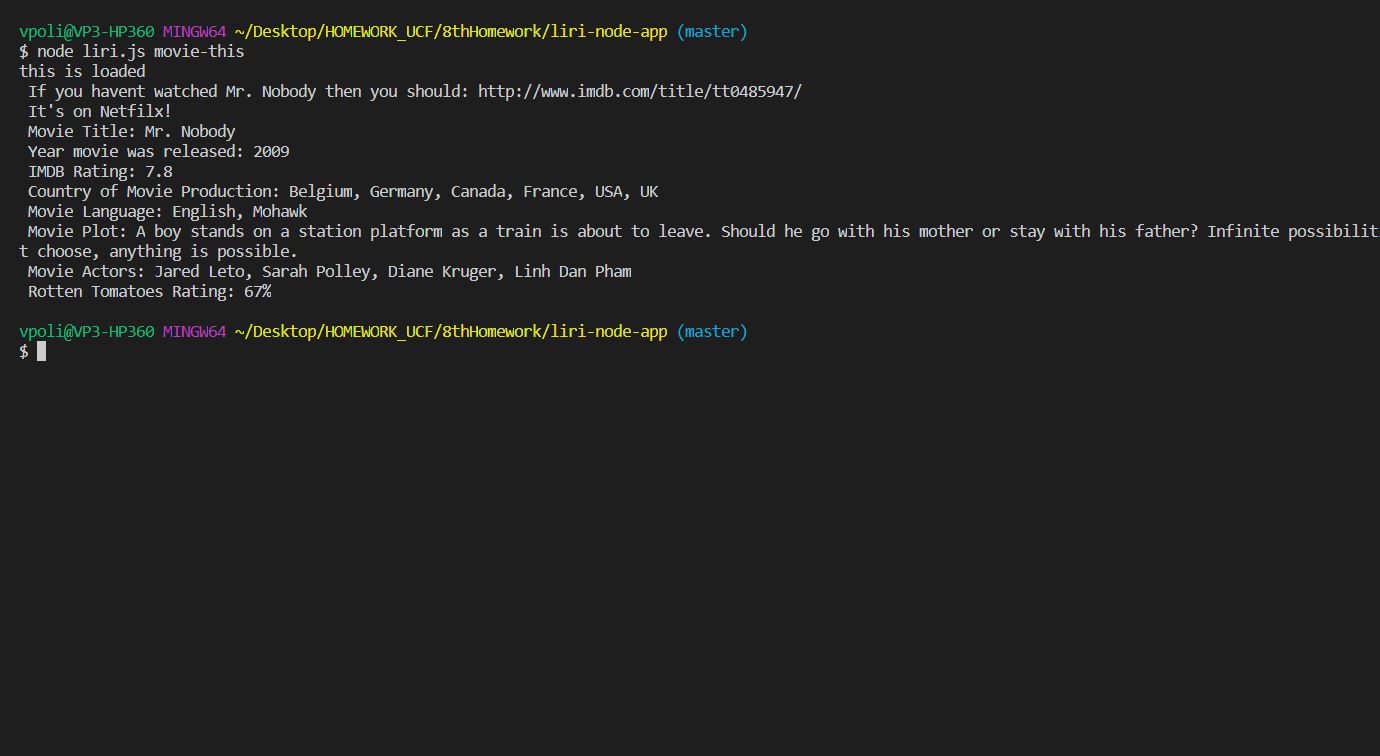 vpoli@VP3-HP360 MINGW64 ~/Desktop/HOMEWORK_UCF/8thHomework/liri-node-app (master)
$ node liri.js movie-this
this is loaded
If you havent watched Mr. Nobody then you should: http://www.imdb.com/title/tt0485947/
It's on Netfilx!
Movie Title: Mr. Nobody
Year movie was released: 2009
IMDB Rating: 7.8
Country of Movie Production: Belgium, Germany, Canada, France, USA, UK
Movie Language: English, Mohawk
Movie Plot: A boy stands on a station platform as a train is about to leave. Should he go with his mother or stay with his father? Infinite possibilit
t choose, anything is possible.
Movie Actors: Jared Leto, Sarah Polley, Diane Kruger, Linh Dan Pham
Rotten Tomatoes Rating: 67%
vpoli@VP3-HP360 MINGW64 ~/Desktop/HOMEWORK_UCF/8thHomework/liri-node-app (master)
$